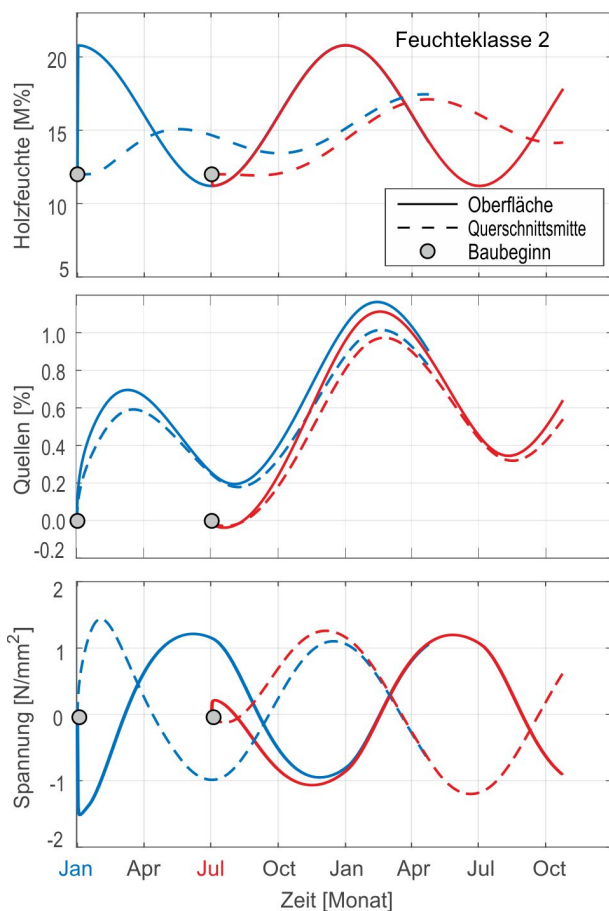 Feuchteklasse 2
Holzfeuchte [M%]
20
15
10
5
Oberfläche
Querschnittsmitte
Baubeginn
Quellen [%]
1.0
0.8
0.6
0.4
0.2
0.0
-0.2
Spannung [N/mm²]
2
1
0
-1
-2
Jan Apr Jul Oct Jan Apr Jul Oct
Zeit [Monat]